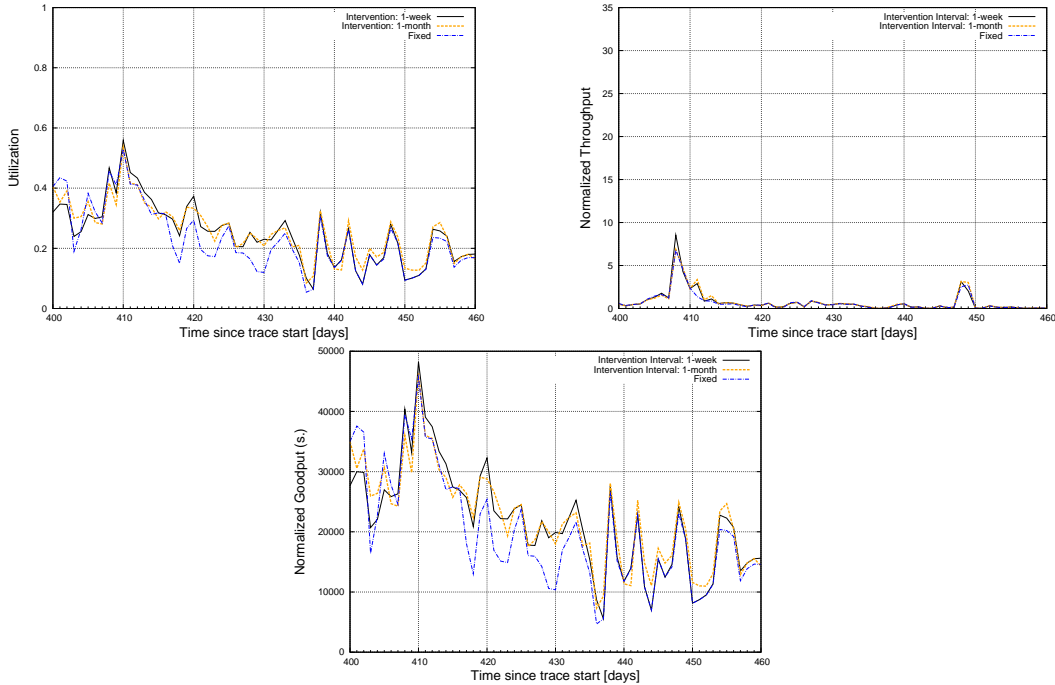 Intervention: 1-week
Intervention: 1-month
Fixed
1
0.8
0.6
0.4
0.2
0
Utilization
400 410 420 430 440 450 460
Time since trace start [days]
Intervention Interval: 1-week
Intervention Interval: 1-month
Fixed
35
30
25
20
15
10
5
0
Normalized Throughput
400 410 420 430 440 450 460
Time since trace start [days]
Intervention Interval: 1-week
Intervention Interval: 1-month
Fixed
50000
40000
30000
20000
10000
0
Normalized Goodput (s.)
400 410 420 430 440 450 460
Time since trace start [days]